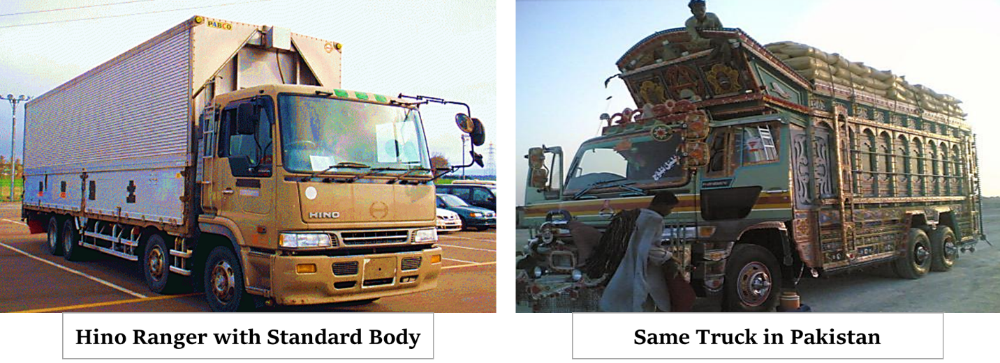 PABCO
HINO
Hino Ranger with Standard Body
Same Truck in Pakistan